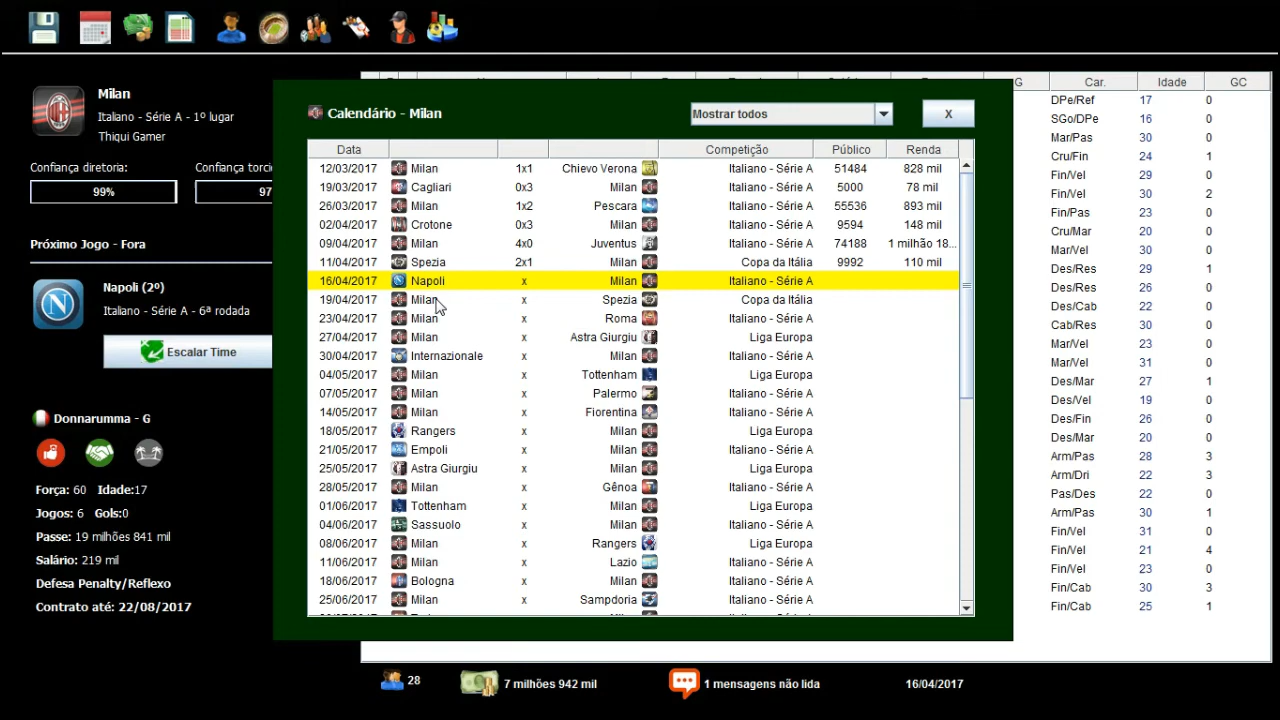 Milan
Italiano - Série A - 1º lugar
Thiqui Gamer
Confiança diretoria:
Confiança torci
99%
97
Próximo Jogo - Fora
Napoli (2º)
Italiano - Série A - 6ª rodada
Escalar Time
Donnarumma - G
Força: 60 Idade:17
Jogos: 6 Gols:0
Passe: 19 milhões 841 mil
Salário: 219 mil
Defesa Penalty/Reflexo
Contrato até: 22/08/2017
Calendário - Milan
Mostrar todos
X
Data Competição Público Renda
12/03/2017 Milan 1x1 Chievo Verona Italiano - Série A 51484 828 mil
19/03/2017 Cagliari 0x3 Milan Italiano - Série A 5000 78 mil
26/03/2017 Milan 1x2 Pescara Italiano - Série A 55536 893 mil
02/04/2017 Crotone 0x3 Milan Italiano - Série A 9594 148 mil
09/04/2017 Milan 4x0 Juventus Italiano - Série A 74188 1 milhão 18...
11/04/2017 Spezia 2x1 Milan Copa da Itália 9992 110 mil
16/04/2017 Napoli x Milan Italiano - Série A
19/04/2017 Milan x Spezia Copa da Itália
23/04/2017 Milan x Roma Italiano - Série A
27/04/2017 Milan x Astra Giurgiu Liga Europa
30/04/2017 Internazionale x Milan Italiano - Série A
04/05/2017 Milan x Tottenham Liga Europa
07/05/2017 Milan x Palermo Italiano - Série A
14/05/2017 Milan x Fiorentina Italiano - Série A
18/05/2017 Rangers x Milan Liga Europa
21/05/2017 Empoli x Milan Italiano - Série A
25/05/2017 Astra Giurgiu x Milan Liga Europa
28/05/2017 Milan x Gênoa Italiano - Série A
01/06/2017 Tottenham x Milan Liga Europa
04/06/2017 Sassuolo x Milan Italiano - Série A
08/06/2017 Milan x Rangers Liga Europa
11/06/2017 Milan x Lazio Italiano - Série A
18/06/2017 Bologna x Milan Italiano - Série A
25/06/2017 Milan x Sampdoria Italiano - Série A
G Car. Idade GC
DPe/Ref 17 0
SGo/DPe 16 0
Mar/Pas 30 0
Cru/Fin 24 1
Fin/Vel 29 0
Fin/Vel 30 2
Fin/Pas 23 0
Cru/Mar 20 0
Mar/Vel 30 0
Des/Res 29 1
Des/Res 26 0
Des/Cab 22 0
Cab/Res 30 0
Mar/Vel 23 0
Mar/Vel 31 0
Des/Mar 27 1
Des/Vel 19 0
Des/Fin 26 0
Des/Mar 20 0
Arm/Pas 28 3
Arm/Dri 22 3
Pas/Des 22 0
Arm/Pas 30 1
Fin/Vel 31 0
Fin/Vel 21 4
Fin/Vel 23 0
Fin/Cab 30 3
Fin/Cab 25 1
28
7 milhões 942 mil
1 mensagens não lida
16/04/2017